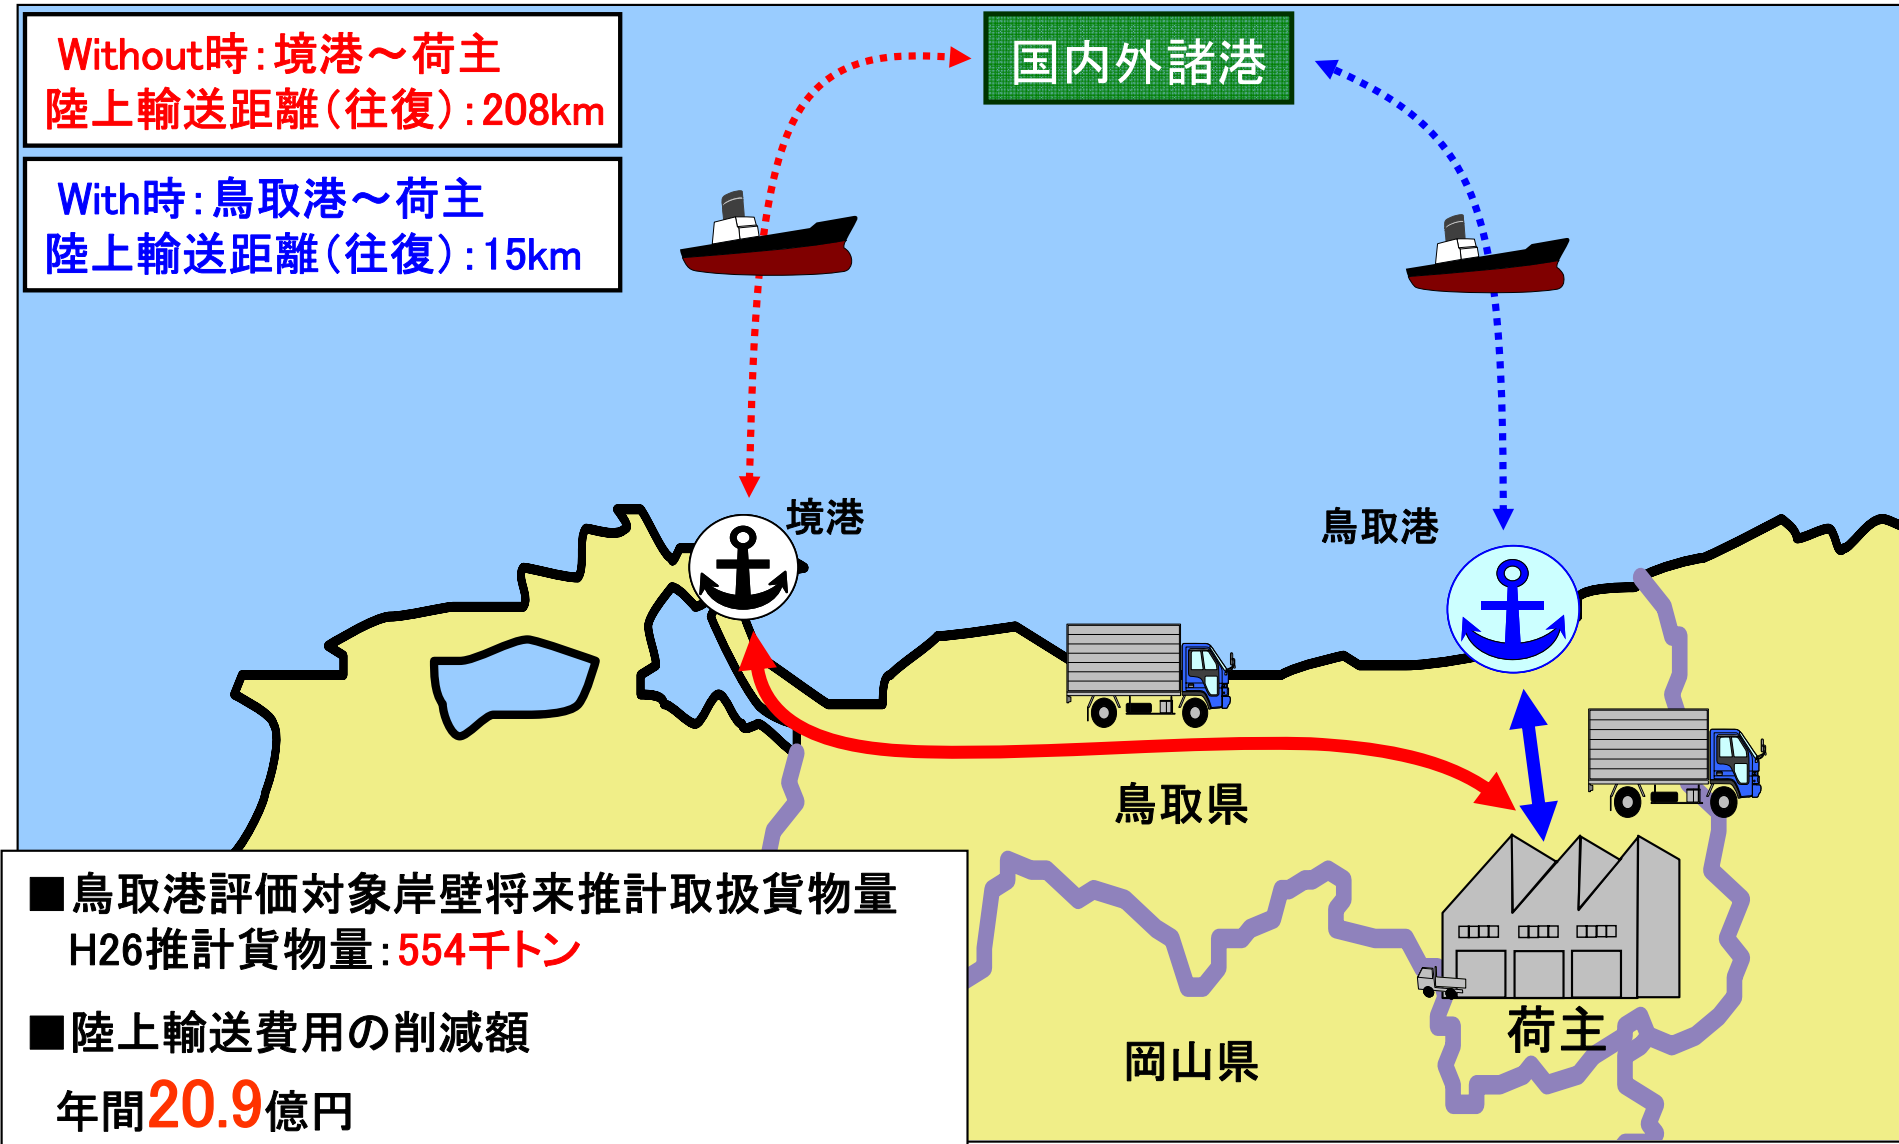 Without時：境港～荷主
陸上輸送距離（往復）：208km
With時：鳥取港～荷主
陸上輸送距離（往復）：15km
国内外諸港
境港
鳥取港
鳥取県
岡山県
荷主
■鳥取港評価対象岸壁将来推計取扱貨物量
H26推計貨物量：554千トン
■陸上輸送費用の削減額
年間20.9億円